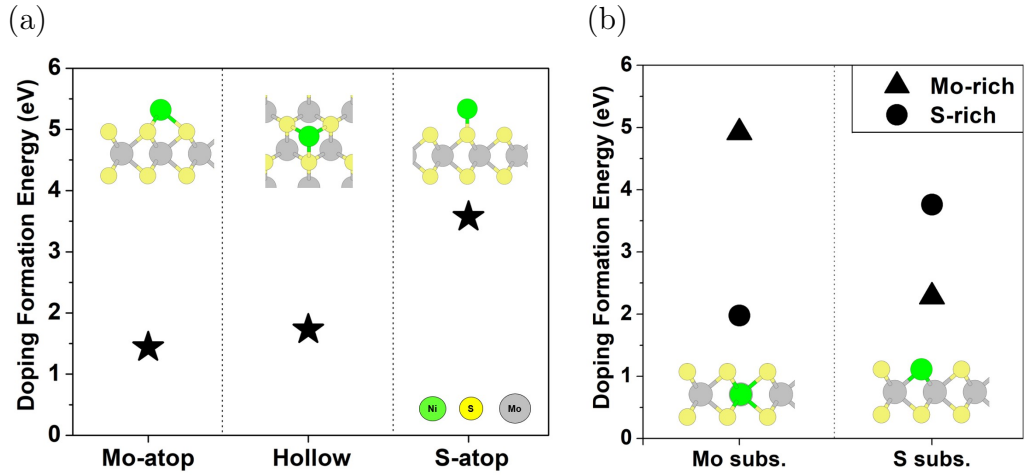 (a)
Doping Formation Energy (eV)
6
5
4
3
2
1
0
Ni
S
Mo
Mo-atop
Hollow
S-atop
(b)
Doping Formation Energy (eV)
6
5
4
3
2
1
0
Mo-rich
S-rich
Mo subs.
S subs.